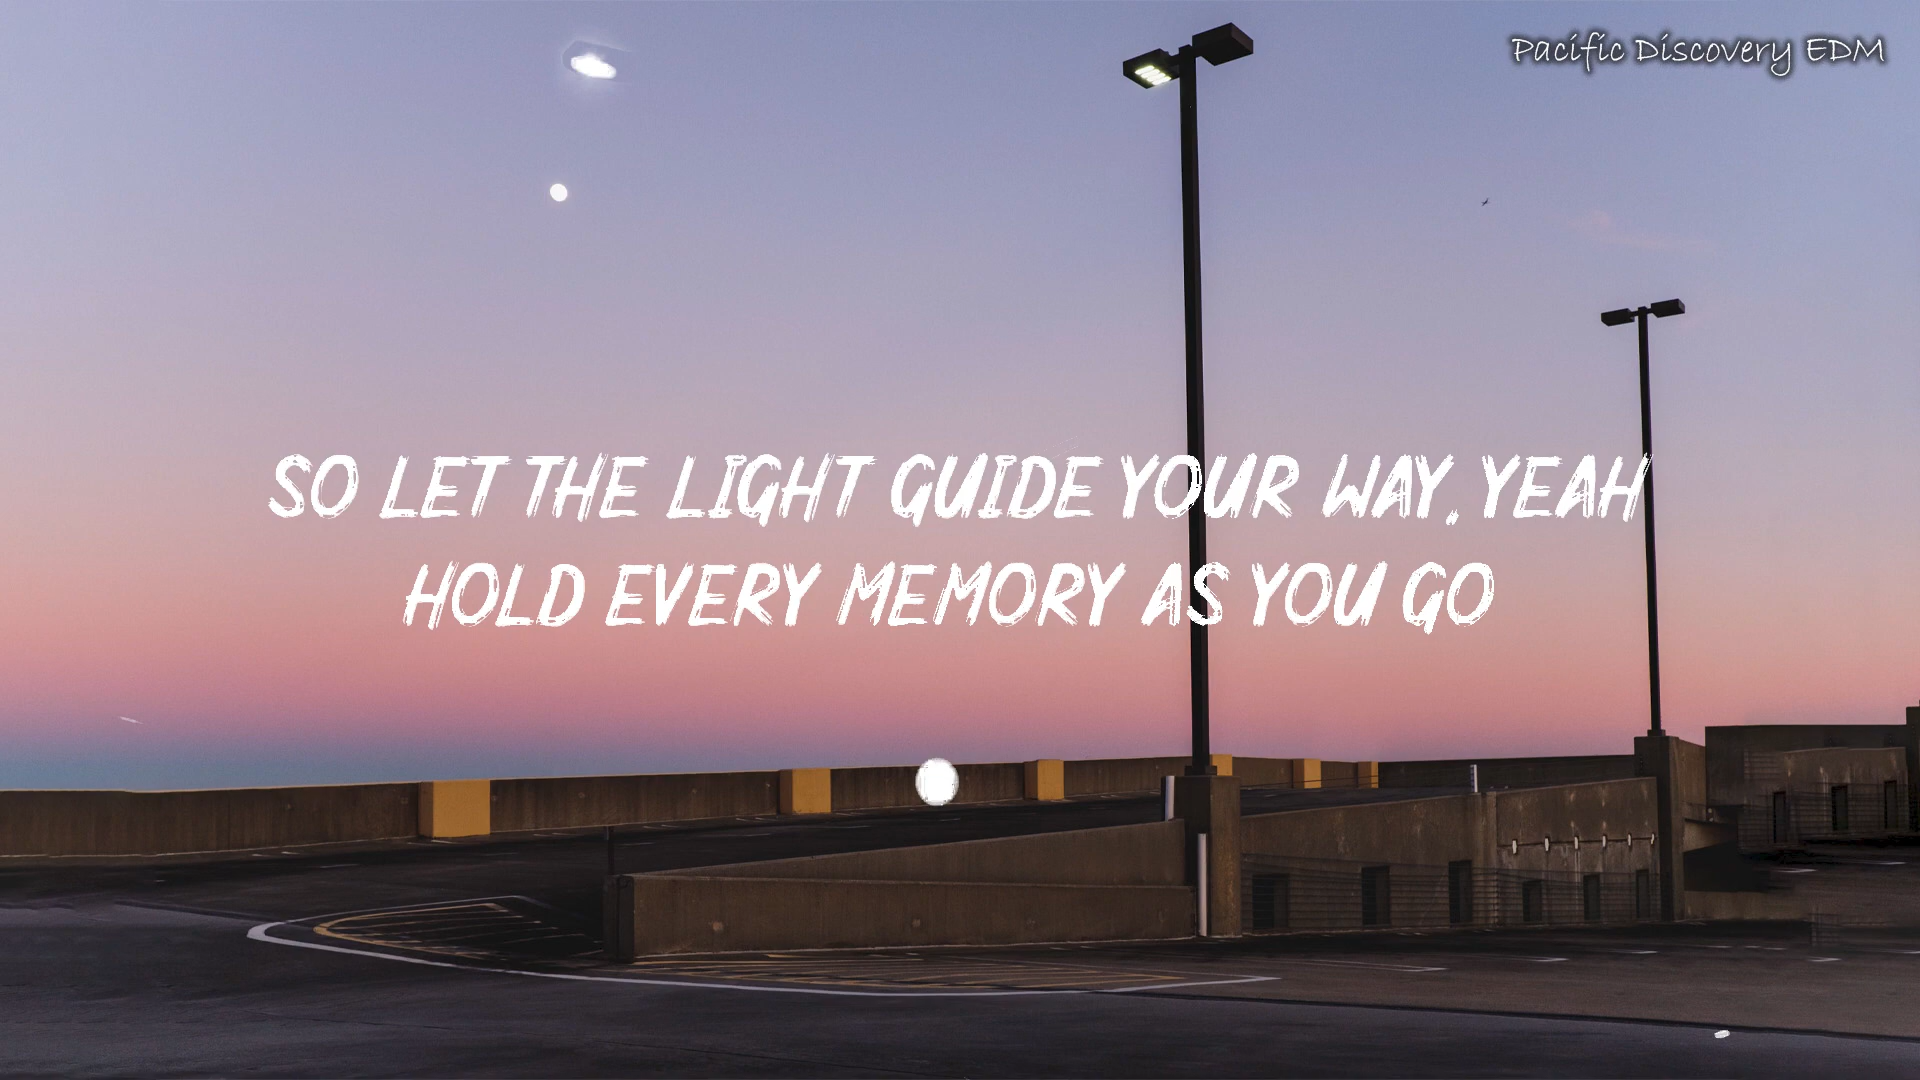 Pacific Discovery EDM
SO LET THE LIGHT GUIDE YOUR WAY, YEAH
HOLD EVERY MEMORY AS YOU GO